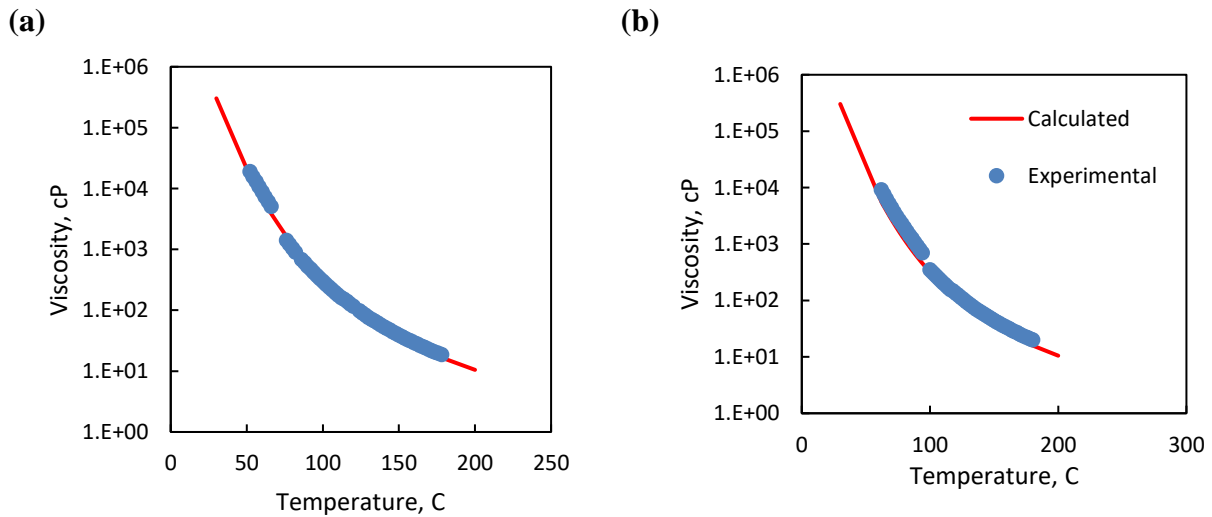 (a)
1.E+06
1.E+05
1.E+04
1.E+03
1.E+02
1.E+01
1.E+00
Viscosity, cP
0 50 100 150 200 250
Temperature, C
(b)
1.E+06
1.E+05
1.E+04
1.E+03
1.E+02
1.E+01
1.E+00
Viscosity, cP
Calculated
Experimental
0 100 200 300
Temperature, C